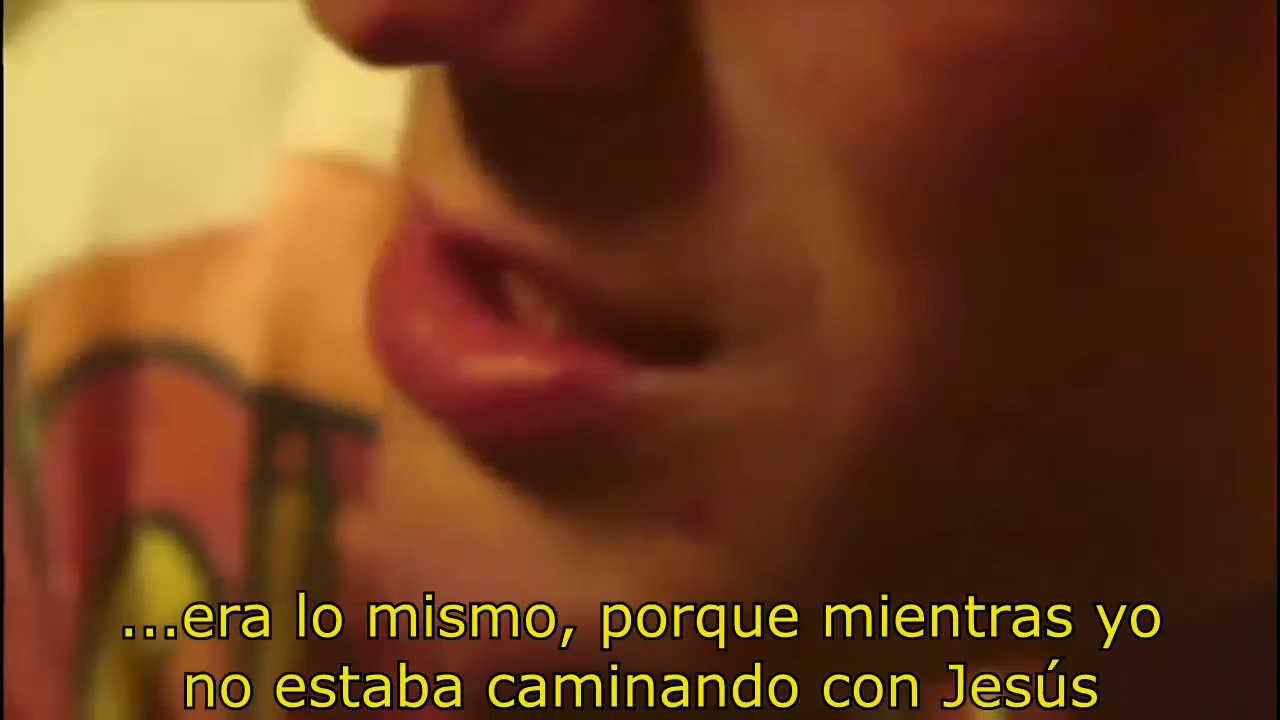 ...era lo mismo, porque mientras yo
no estaba caminando con Jesús